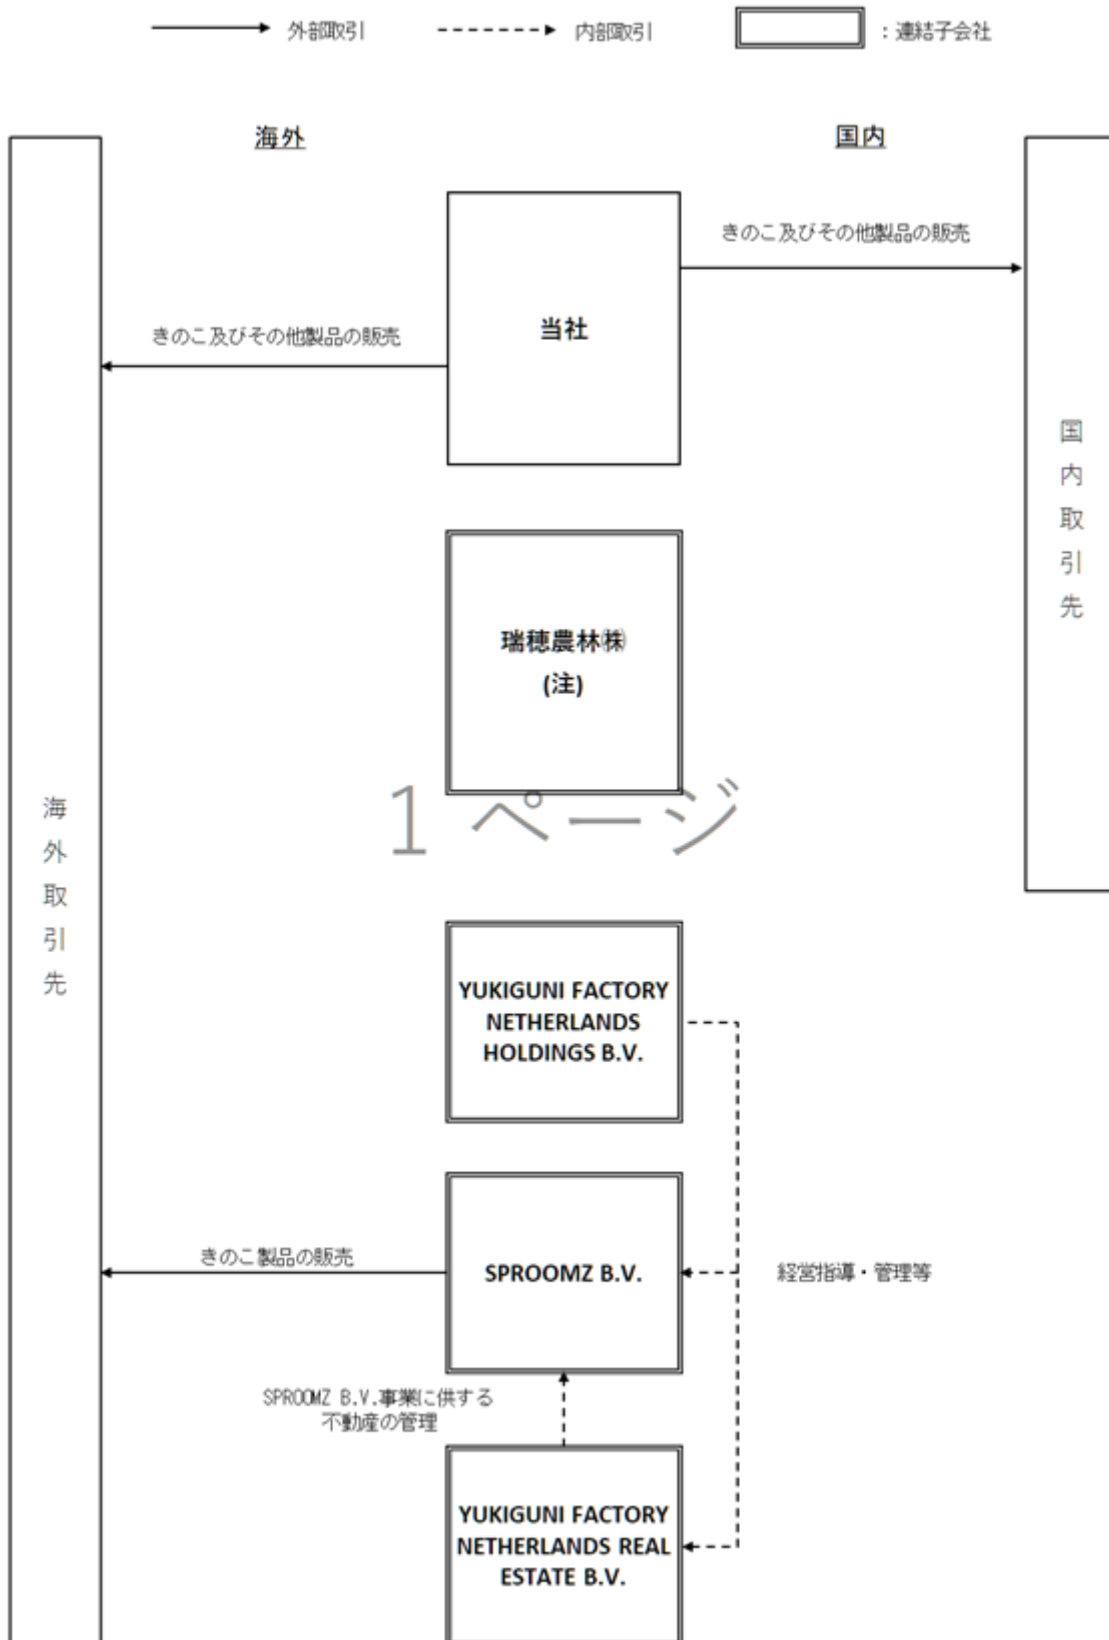 外部取引
内部取引
：連結子会社
海外
国内
きのこ及びその他製品の販売
当社
きのこ及びその他製品の販売
国内取引先
瑞穂農林㈱
(注)
1 ページ
海外取引先
YUKIGUNI FACTORY
NETHERLANDS
HOLDINGS B.V.
きのこ製品の販売
SPROOMZ B.V.
経営指導・管理等
SPROOMZ B.V.事業に供する
不動産の管理
YUKIGUNI FACTORY
NETHERLANDS REAL
ESTATE B.V.